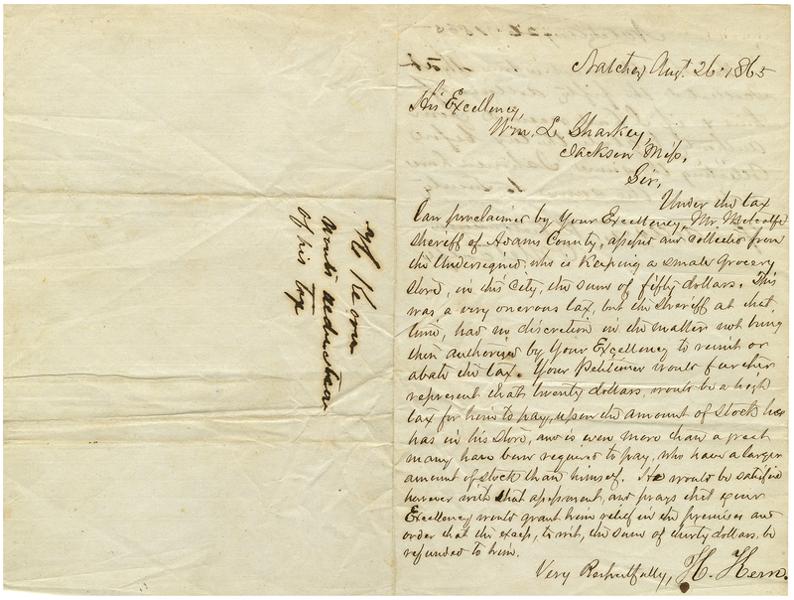 Natchez Aug't. 26. 1865
His Excellency,
Wm. L Sharkey,
Jackson Miss,
Sir,
Under the tax
Law proclaimed by Your Excellency, Mr Metcalfe
Sheriff of Adams County, assessed and collected from
the Undersigned, who is Keeping a small Grocery
Store, in this City, the sum of fifty dollars. This
was a very onerous tax, but the sheriff at that
time, had no discretion in the matter not being
then authorised by Your Excellency to remit or
abate the tax. Your Petitioner would further
represent that twenty dollars, would be a high
tax for him to pay, upon the amount of Stock he
has in his store, and is even more than a great
many have been required to pay, who have a larger
amount of stock than himself. He would be satisfied
however with that assessment, and prays that your
Excellency would grant him relief in the premises and
order that the excess, to wit, the sum of thirty dollars, be
refunded to him.
Very Respectfully, H. Hern.
wants reduction
of his tax